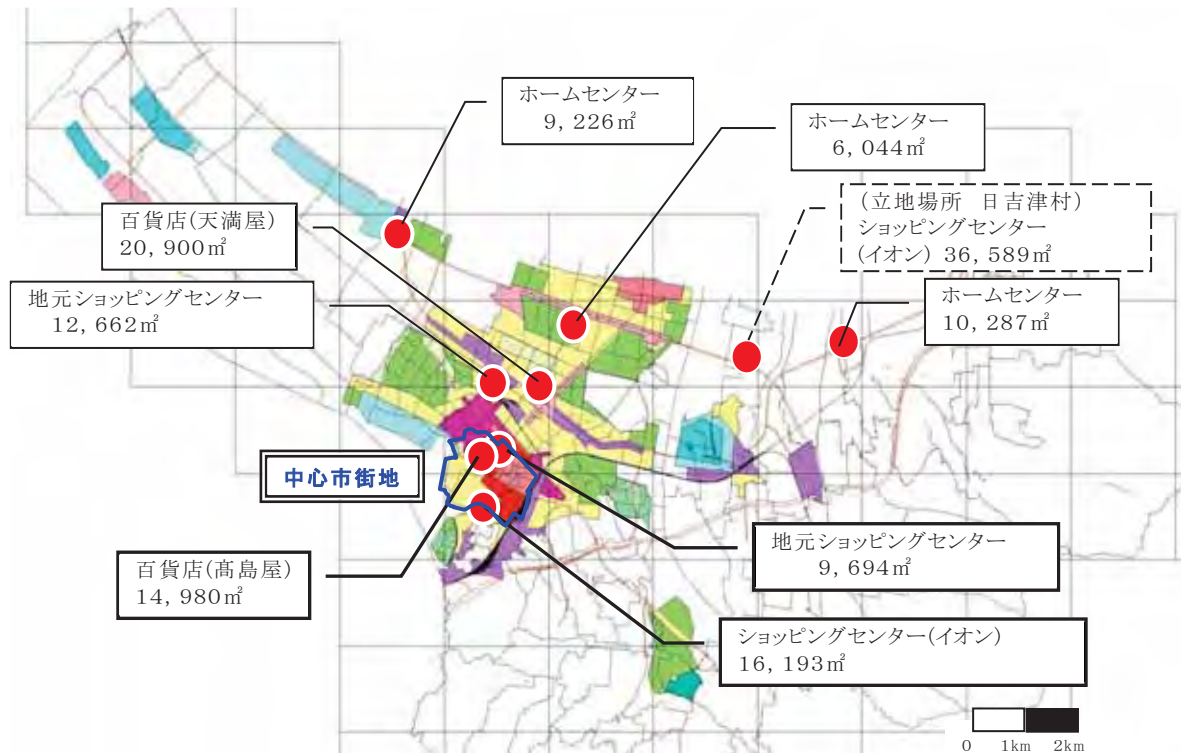 ホームセンター
9,226㎡
ホームセンター
6,044㎡
(立地場所 日吉津村)
ショッピングセンター
(イオン) 36,589㎡
百貨店(天満屋)
20,900㎡
地元ショッピングセンター
12,662㎡
ホームセンター
10,287㎡
中心市街地
地元ショッピングセンター
9,694㎡
百貨店(髙島屋)
14,980㎡
ショッピングセンター(イオン)
16,193㎡
0 1km 2km